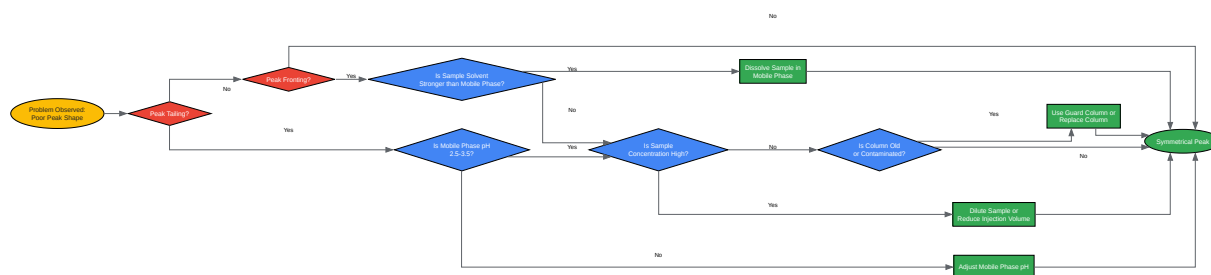 No
Peak Fronting?
Yes
Is Sample Solvent
Stronger than Mobile Phase?
Yes
Dissolve Sample in
Mobile Phase
No
Problem Observed:
Poor Peak Shape
Peak Tailing?
No
Yes
Use Guard Column or
Replace Column
Yes
Is Mobile Phase pH
2.5-3.5?
Yes
Is Sample
Concentration High?
No
Is Column Old
or Contaminated?
No
Symmetrical Peak
Yes
Dilute Sample or
Reduce Injection Volume
No
Adjust Mobile Phase pH